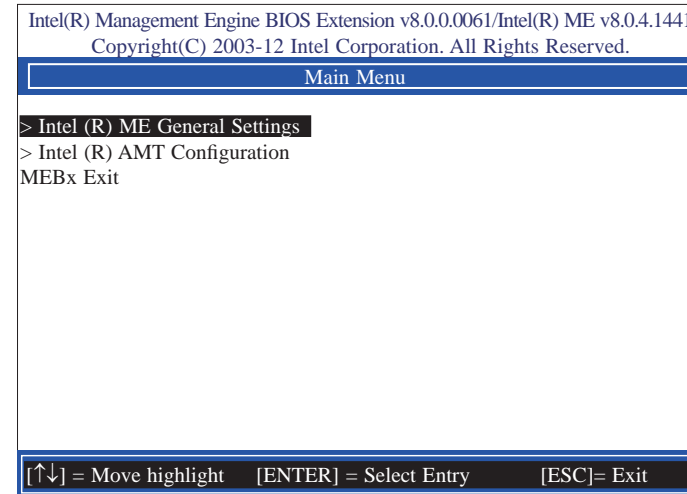 Intel(R) Management Engine BIOS Extension v8.0.0.0061/Intel(R) ME v8.0.4.1441
Copyright(C) 2003-12 Intel Corporation. All Rights Reserved.
Main Menu
> Intel (R) ME General Settings
> Intel (R) AMT Configuration
MEBx Exit
[↑↓] = Move highlight [ENTER] = Select Entry [ESC]= Exit